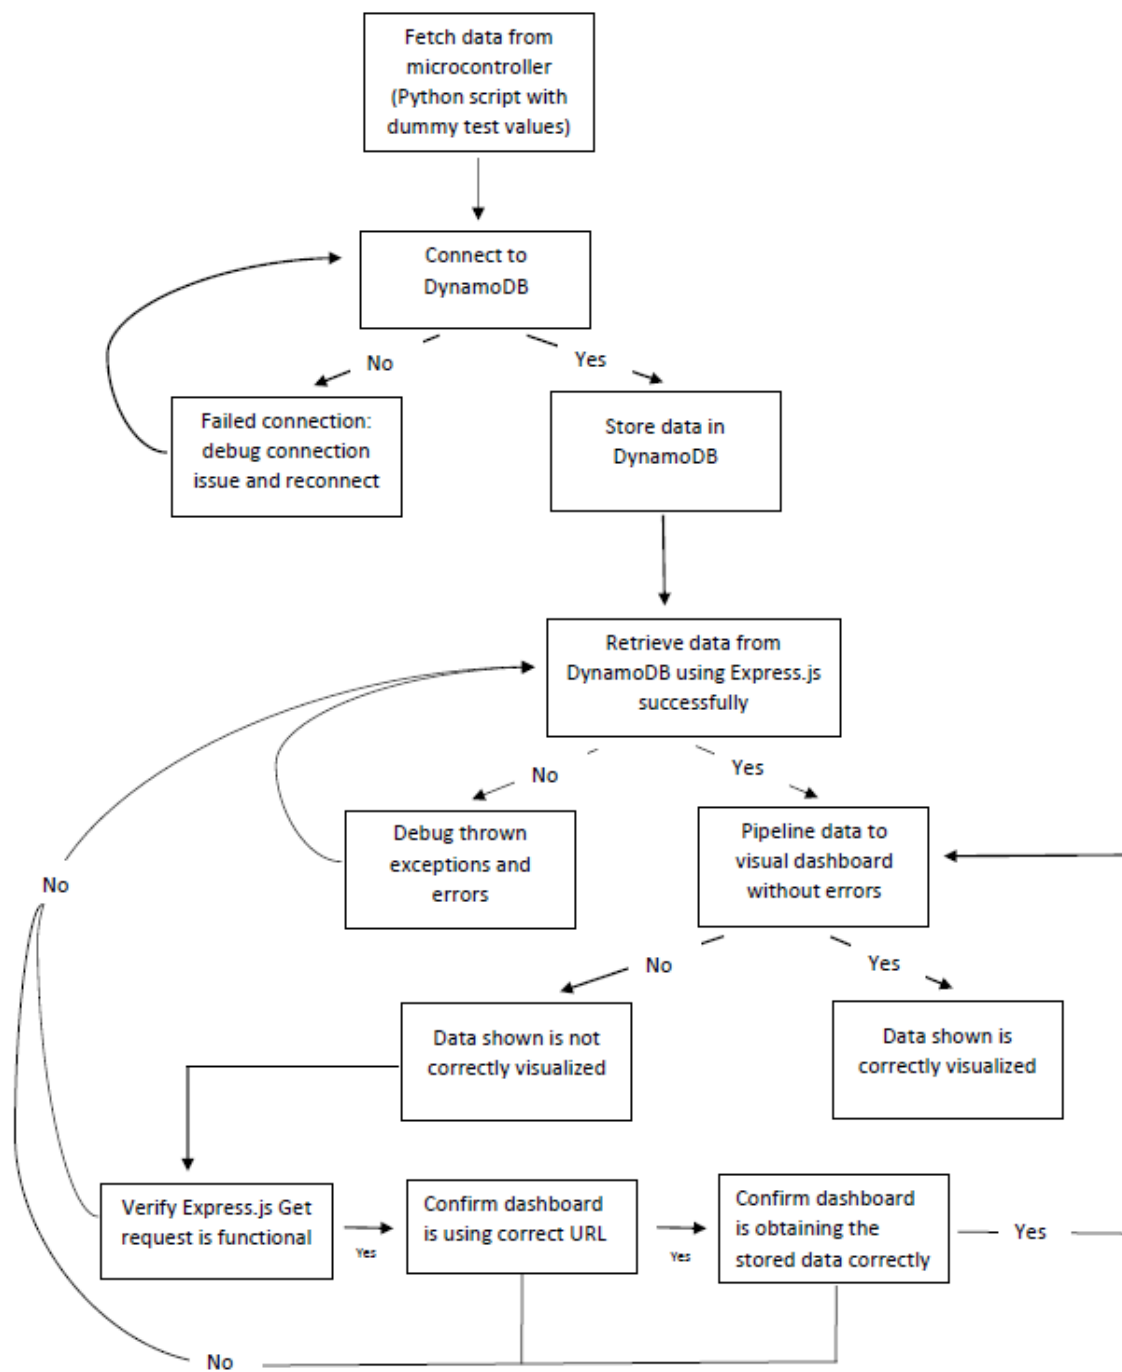 Fetch data from
microcontroller
(Python script with
dummy test values)
Connect to
DynamoDB
No
Yes
Failed connection:
debug connection
issue and reconnect
Store data in
DynamoDB
Retrieve data from
DynamoDB using Express.js
successfully
No
Yes
Debug thrown
exceptions and
errors
Pipeline data to
visual dashboard
without errors
No
No
Yes
Data shown is not
correctly visualized
Data shown is
correctly visualized
Verify Express.js Get
request is functional
Yes
Confirm dashboard
is using correct URL
Yes
Confirm dashboard
is obtaining the
stored data correctly
Yes
No